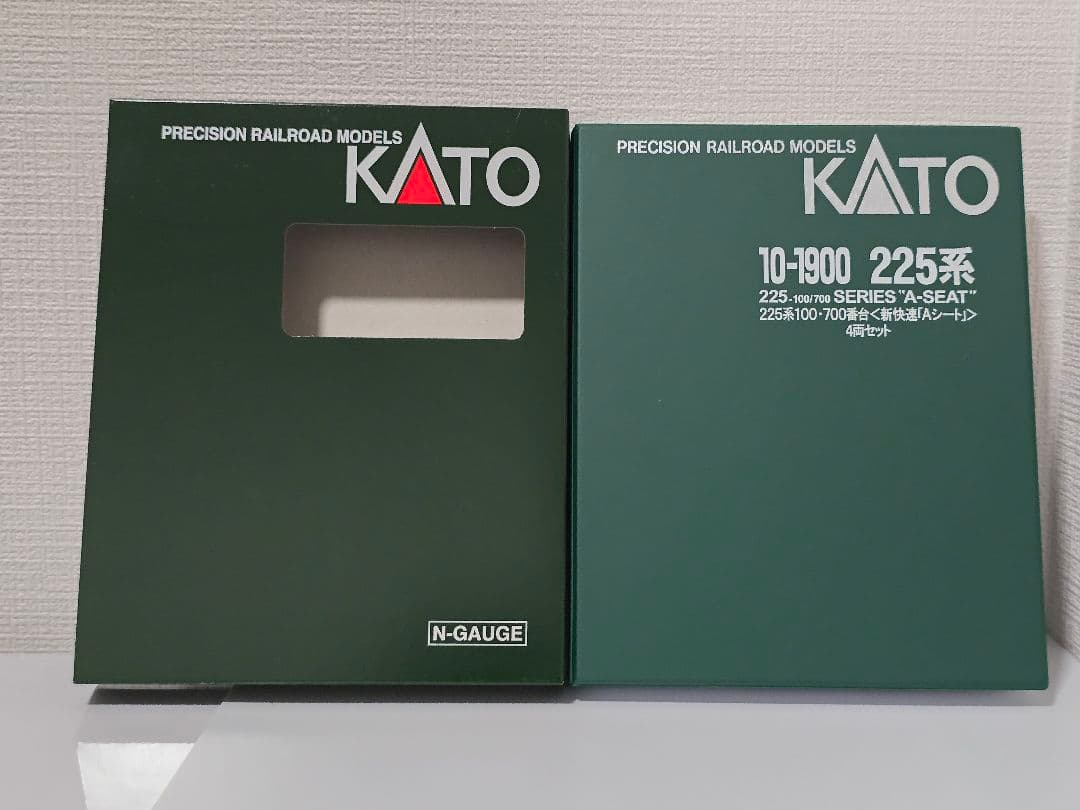 PRECISION RAILROAD MODELS
KATO
N-GAUGE
PRECISION RAILROAD MODELS
KATO
10-1900 225系
225-100/700 SERIES "A-SEAT"
225系100・700番台<新快速「Aシート」>
4両セット